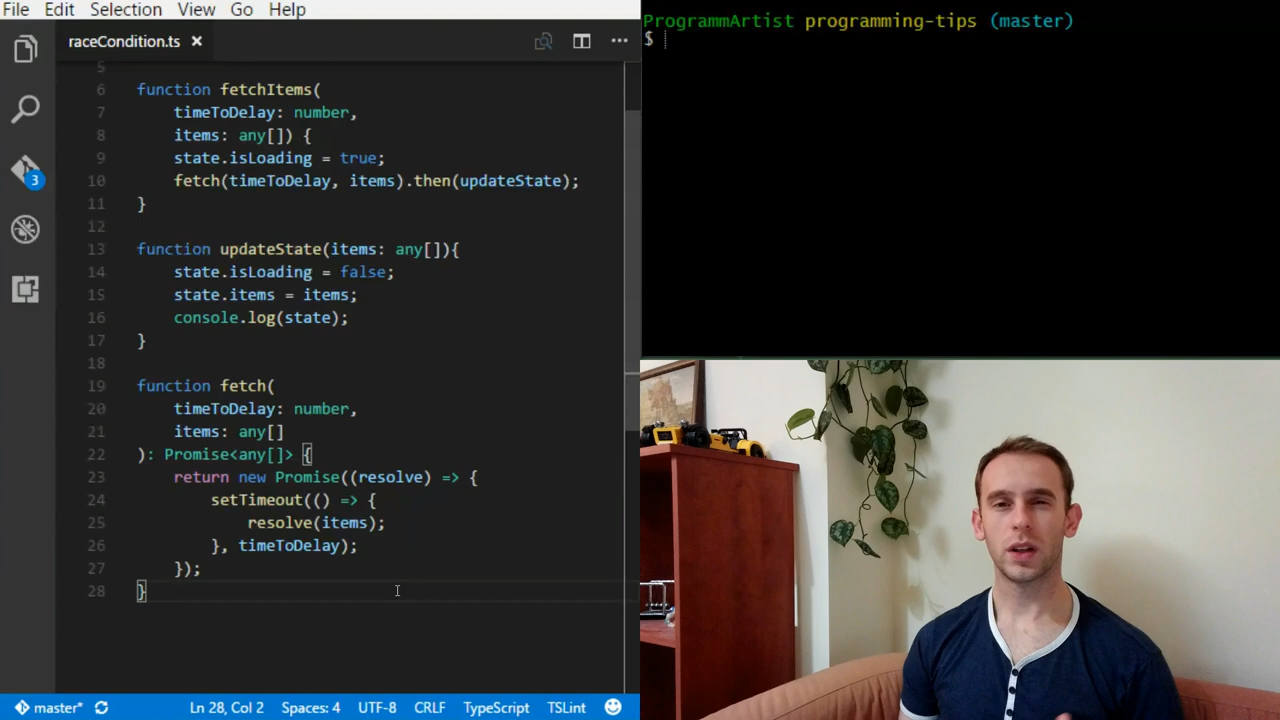 File Edit Selection View Go Help
raceCondition.ts × ...
5
6 function fetchItems(
7 timeToDelay: number,
8 items: any[]) {
9 state.isLoading = true;
10 fetch(timeToDelay, items).then(updateState);
11 }
12
13 function updateState(items: any[]){
14 state.isLoading = false;
15 state.items = items;
16 console.log(state);
17 }
18
19 function fetch(
20 timeToDelay: number,
21 items: any[]
22 ): Promise<any[]> {
23 return new Promise((resolve) => {
24 setTimeout(() => {
25 resolve(items);
26 }, timeToDelay);
27 });
28 }
3
master* Ln 28, Col 2 Spaces: 4 UTF-8 CRLF TypeScript TSLint
ProgrammArtist programming-tips (master)
$